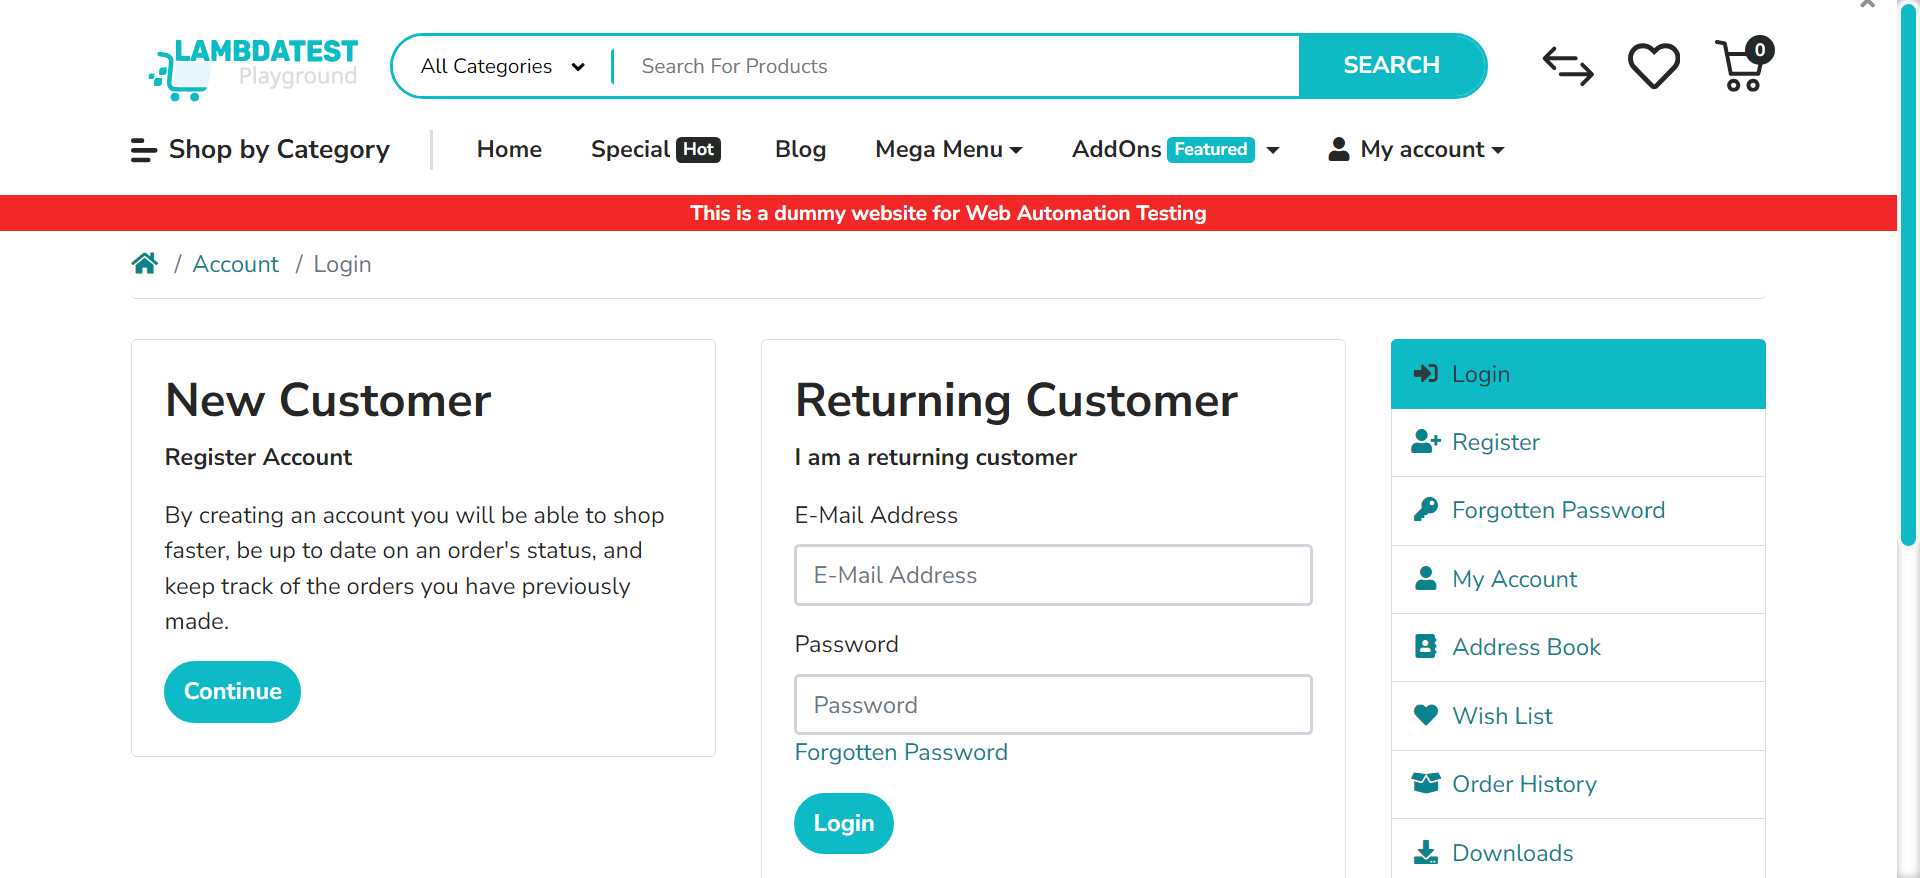 LAMBDATEST
Playground
All Categories
Search For Products
SEARCH
0
Shop by Category
Home
Special Hot
Blog
Mega Menu
AddOns Featured
My account
This is a dummy website for Web Automation Testing
/ Account / Login
New Customer
Register Account
By creating an account you will be able to shop
faster, be up to date on an order's status, and
keep track of the orders you have previously
made.
Continue
Returning Customer
I am a returning customer
E-Mail Address
E-Mail Address
Password
Password
Forgotten Password
Login
Login
Register
Forgotten Password
My Account
Address Book
Wish List
Order History
Downloads